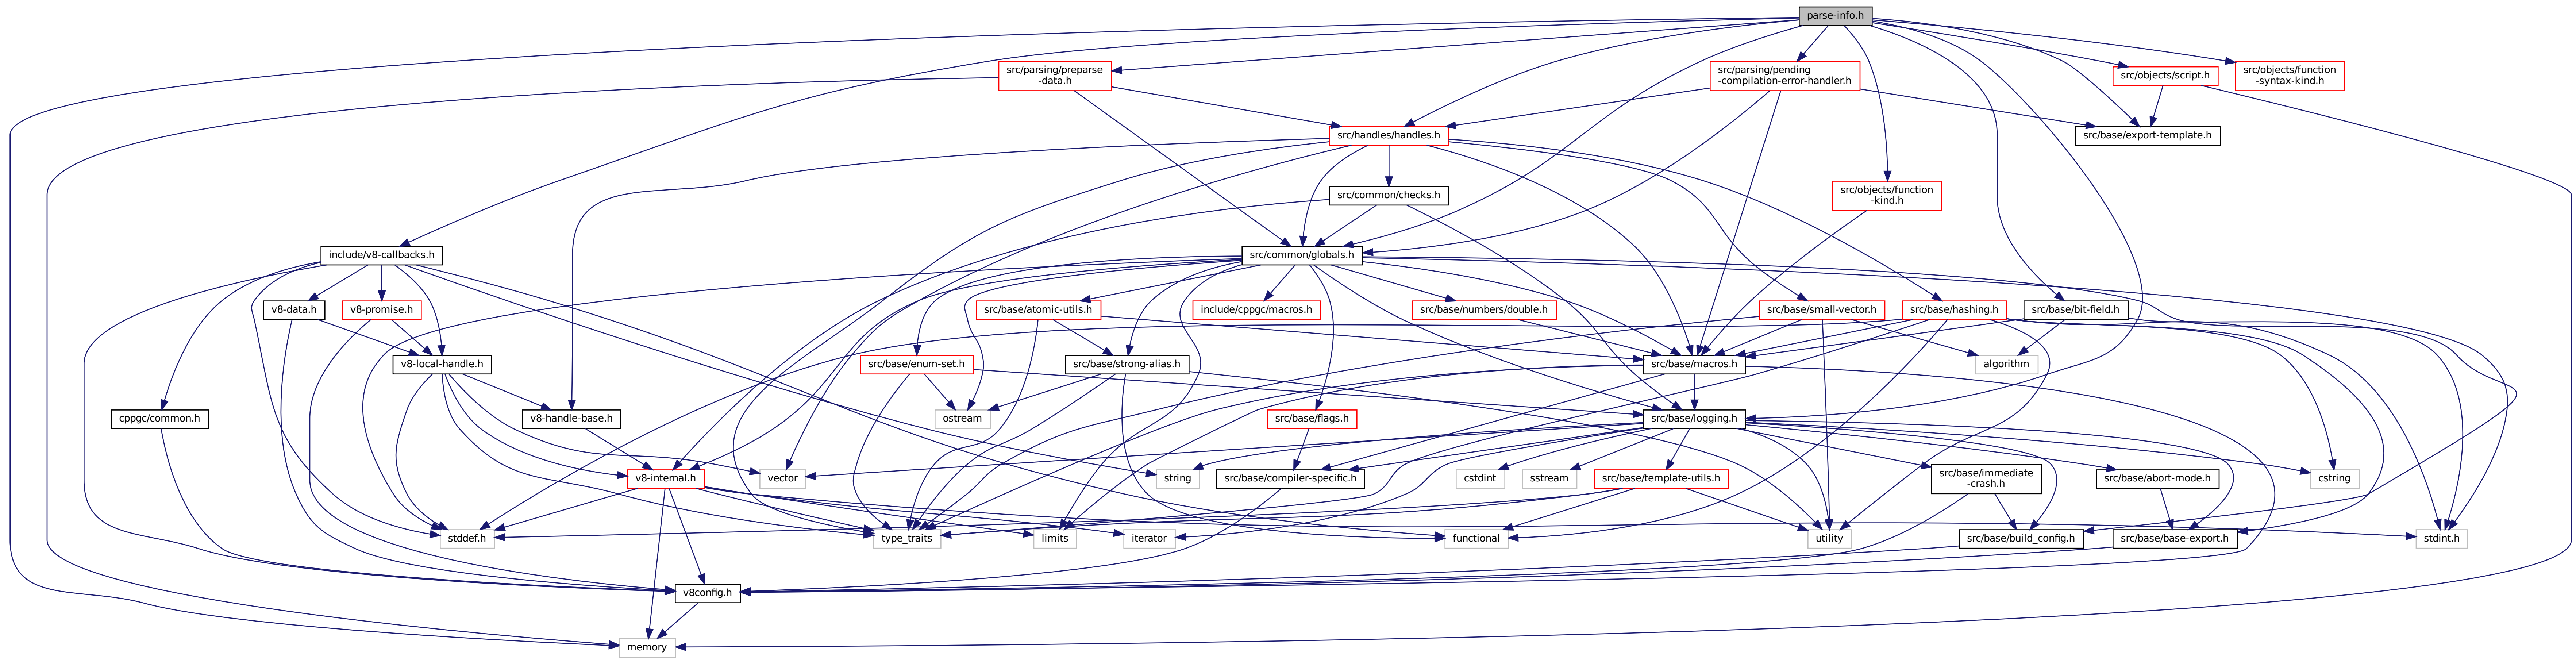 parse-info.h
src/parsing/preparse
-data.h
src/parsing/pending
-compilation-error-handler.h
src/objects/script.h
src/objects/function
-syntax-kind.h
src/handles/handles.h
src/base/export-template.h
src/common/checks.h
src/objects/function
-kind.h
include/v8-callbacks.h
src/common/globals.h
v8-data.h
v8-promise.h
src/base/atomic-utils.h
include/cppgc/macros.h
src/base/numbers/double.h
src/base/small-vector.h
src/base/hashing.h
src/base/bit-field.h
v8-local-handle.h
src/base/enum-set.h
src/base/strong-alias.h
src/base/macros.h
algorithm
cppgc/common.h
v8-handle-base.h
ostream
src/base/flags.h
src/base/logging.h
v8-internal.h
vector
string
src/base/compiler-specific.h
cstdint
sstream
src/base/template-utils.h
src/base/immediate
-crash.h
src/base/abort-mode.h
cstring
stddef.h
type_traits
limits
iterator
functional
utility
src/base/build_config.h
src/base/base-export.h
stdint.h
v8config.h
memory